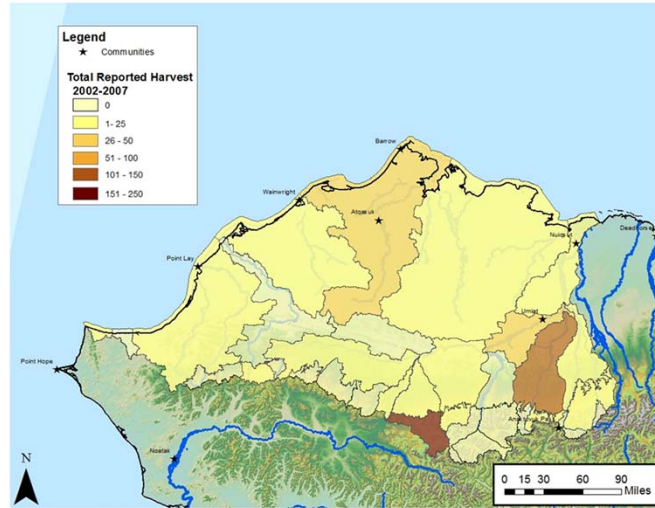 Legend
Communities
Total Reported Harvest
2002-2007
0
1 - 25
26 - 50
51 - 100
101 - 150
151 - 250
Barrow
Wainwright
Atqasuk
Point Lay
Nuiqsut
Deadhorse
Umiat
Point Hope
Noatak
N
0 15 30 60 90
Miles